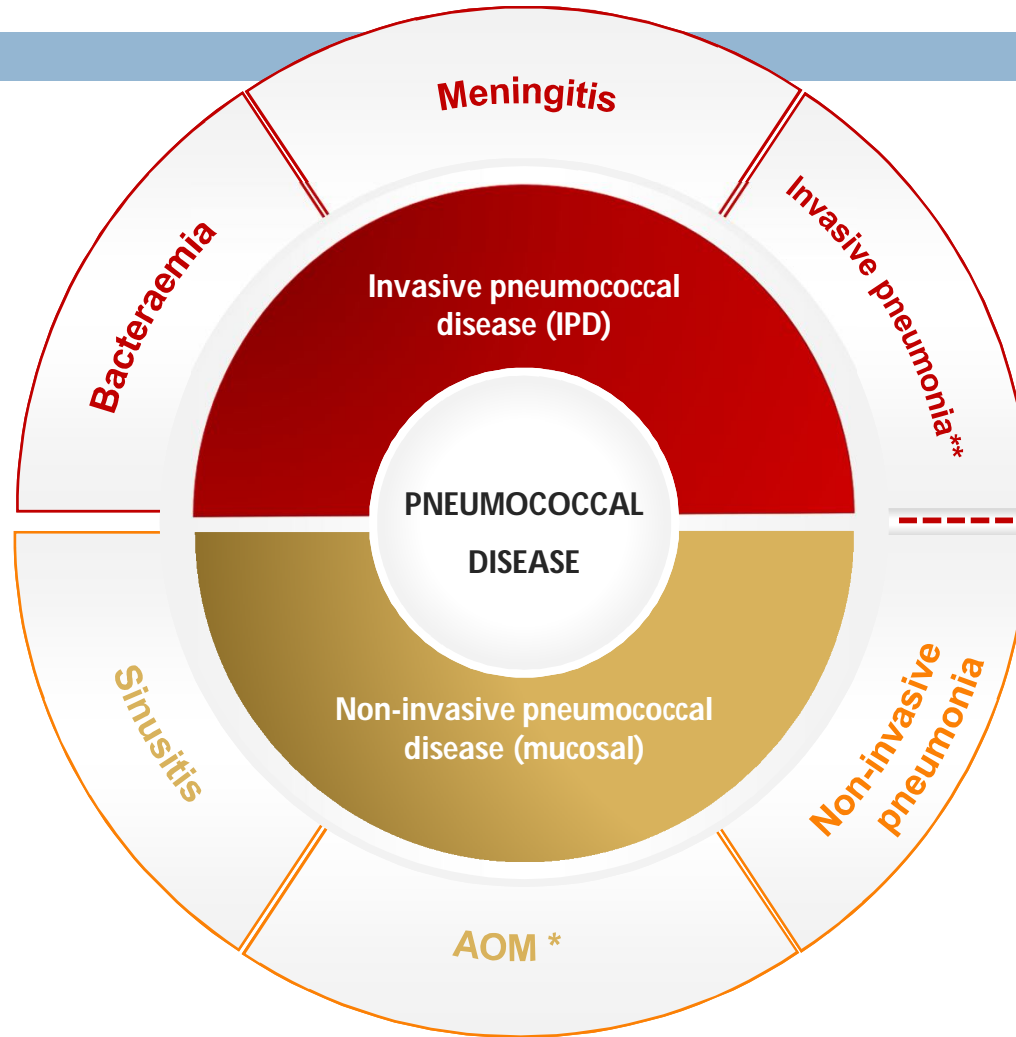 Meningitis
Bacteraemia
Invasive pneumonia**
Invasive pneumococcal
disease (IPD)
PNEUMOCOCCAL
DISEASE
Non-invasive pneumococcal
disease (mucosal)
Sinusitis
Non-invasive
pneumonia
AOM *